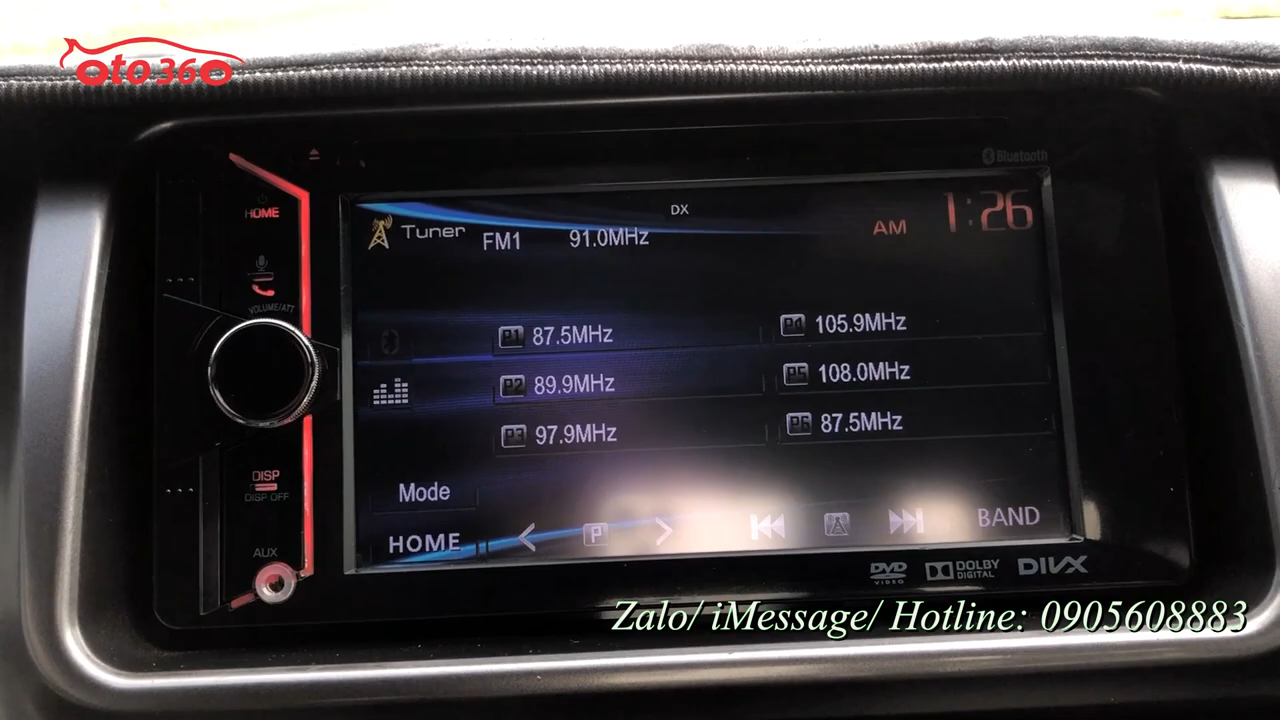 oto360
Bluetooth
HOME
VOLUME/ATT
DISP
DISP OFF
AUX
DX
Tuner FM1 91.0MHz AM 1:26
P1 87.5MHz P4 105.9MHz
P2 89.9MHz P5 108.0MHz
P3 97.9MHz P6 87.5MHz
Mode
HOME P BAND
DVD VIDEO DOLBY DIGITAL DIVX
Zalo/ iMessage/ Hotline: 0905608883